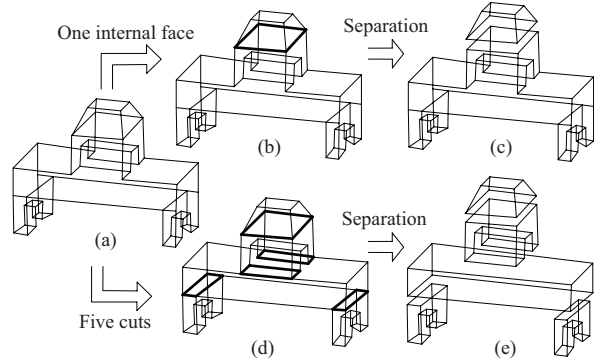 One internal face
Separation
(b)
(c)
(a)
Separation
Five cuts
(d)
(e)